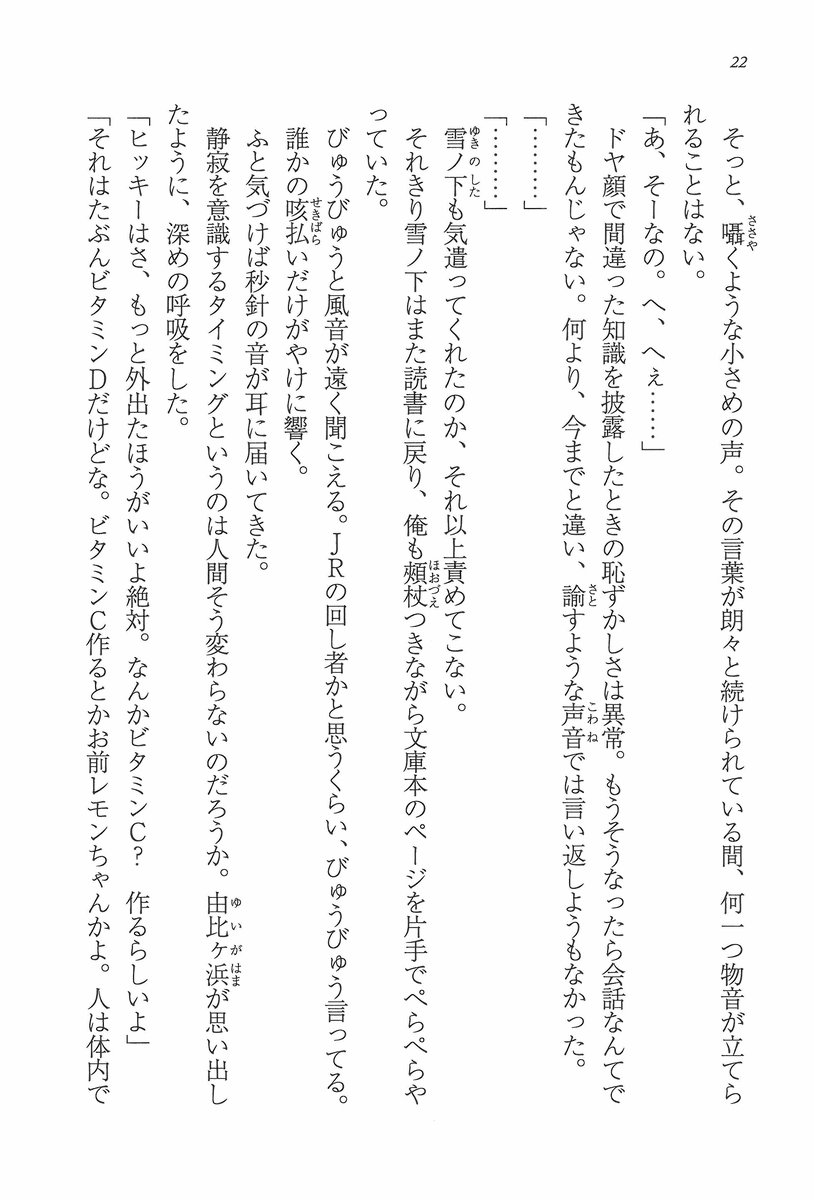 22
そっと、囁くような小さめの声。その言葉が朗々と続けられている間、何一つ物音が立てら
れることはない。
「あ、そーなの。へ、へぇ……」
ドヤ顔で間違った知識を披露したときの恥ずかしさは異常。もうそうなったら会話なんてで
きたもんじゃない。何より、今までと違い、諭すような声音では言い返しようもなかった。
「………」
「………」
雪ノ下も気遣ってくれたのか、それ以上責めてこない。
それきり雪ノ下はまた読書に戻り、俺も頬杖つきながら文庫本のページを片手でぺらぺらや
っていた。
びゅうびゅうと風音が遠く聞こえる。JRの回し者かと思うくらい、びゅうびゅう言ってる。
誰かの咳払いだけがやけに響く。
ふと気づけば秒針の音が耳に届いてきた。
静寂を意識するタイミングというのは人間そう変わらないのだろうか。由比ヶ浜が思い出し
たように、深めの呼吸をした。
「ヒッキーはさ、もっと外出たほうがいいよ絶対。なんかビタミンC?　作るらしいよ」
「それはたぶんビタミンDだけどな。ビタミンC作るとかお前レモンちゃんかよ。人は体内で